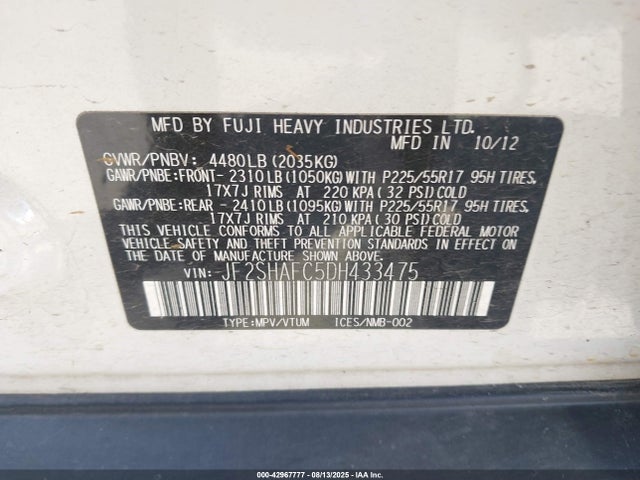 MFD BY FUJI HEAVY INDUSTRIES LTD.
MFD IN 10/12
GVWR/PNBV: 4480LB(2035KG)
GAWR/PNBE:FRONT-2310LB(1050KG)WITH P225/55R17 95H TIRES,
17X7J RIMS AT 220 KPA(32 PSI)COLD
GAWR/PNBE:REAR -2410LB(1095KG)WITH P225/55R17 95H TIRES,
17X7J RIMS AT 210 KPA(30 PSI)COLD
THIS VEHICLE CONFORMS TO ALL APPLICABLE FEDERAL MOTOR
VEHICLE SAFETY AND THEFT PREVENTION STANDARDS IN EFFECT ON
THE DATE OF MANUFACTURE SHOWN ABOVE.
VIN: JF2SHAFC5DH433475
TYPE:MPV/VTUM ICES/NMB-002
000-42967777 - 08/13/2025 - IAA Inc.